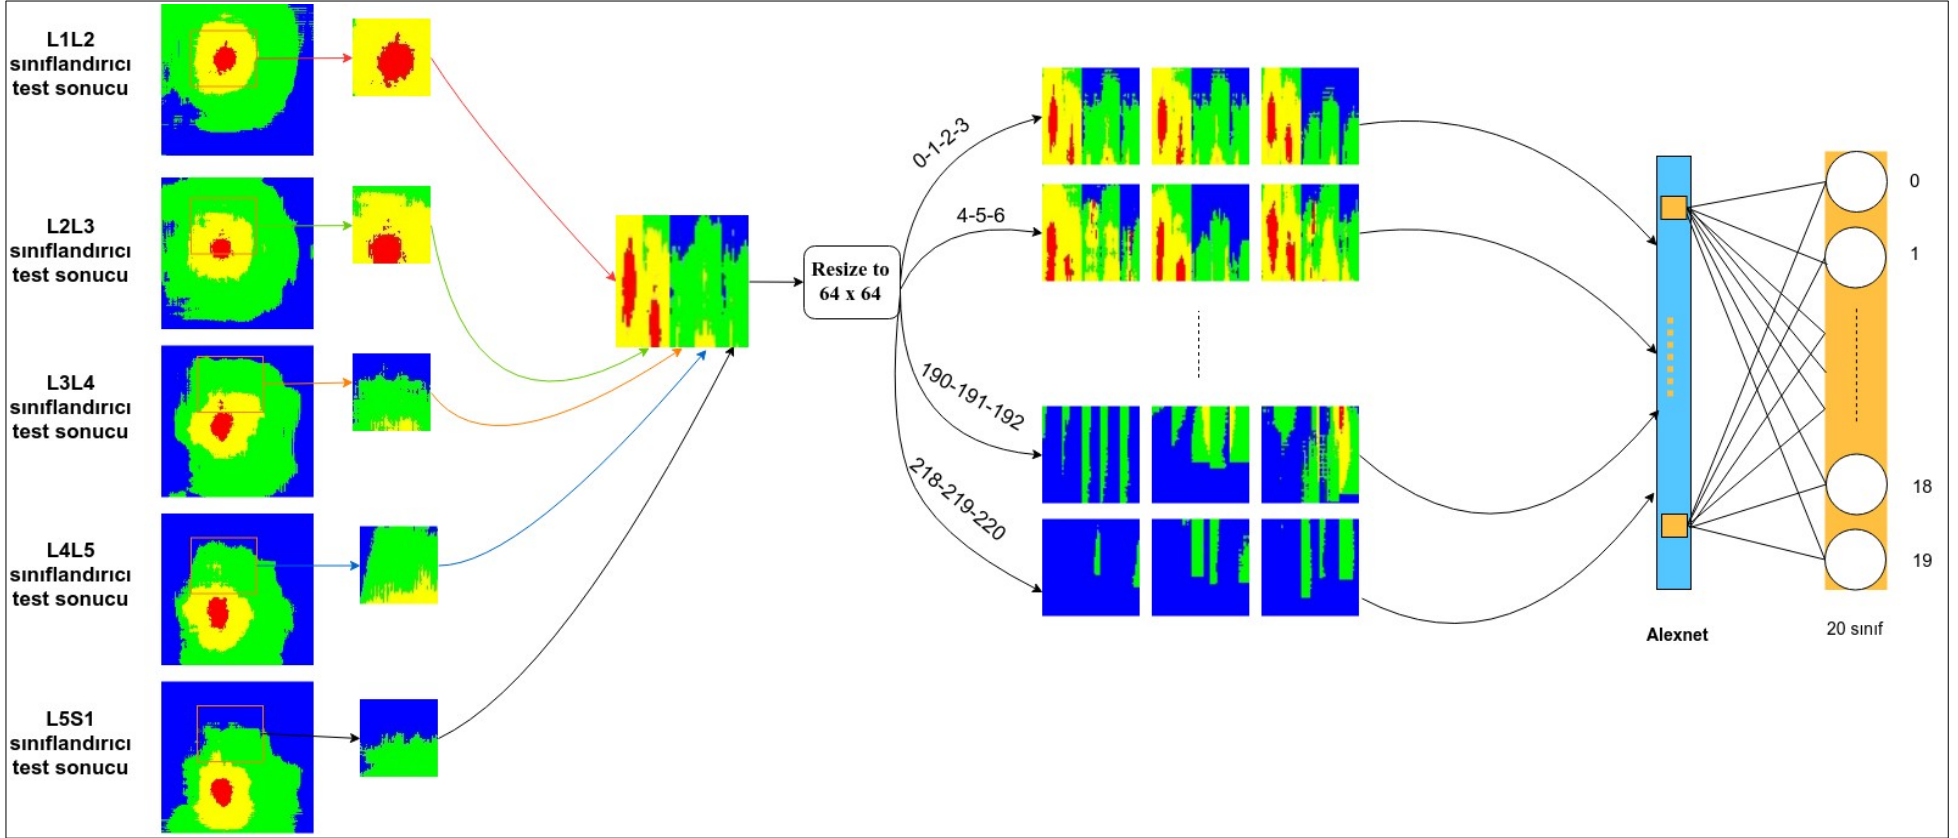 L1L2
sınıflandırıcı
test sonucu
L2L3
sınıflandırıcı
test sonucu
L3L4
sınıflandırıcı
test sonucu
L4L5
sınıflandırıcı
test sonucu
L5S1
sınıflandırıcı
test sonucu
Resize to
64 x 64
0-1-2-3
4-5-6
190-191-192
218-219-220
Alexnet
0
1
18
19
20 sınıf